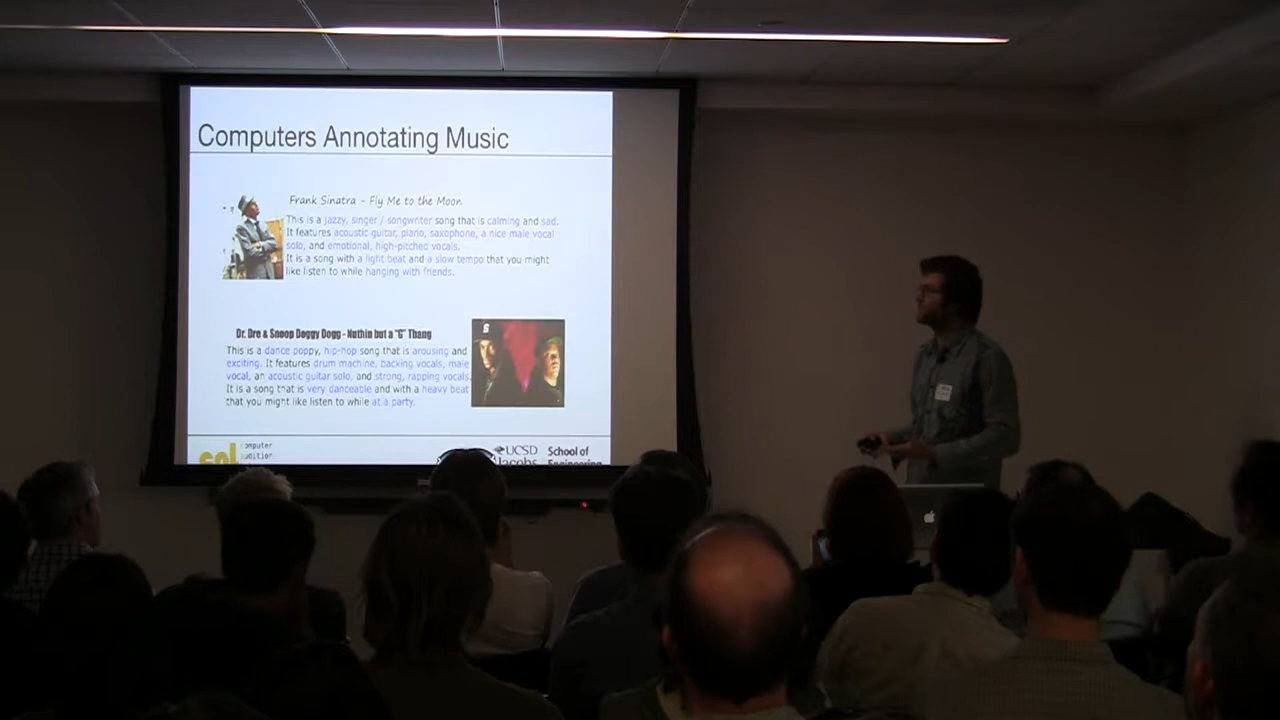 Computers Annotating Music
Frank Sinatra - Fly Me to the Moon
This is a jazzy, singer / songwriter song that is calming and sad.
It features acoustic guitar, piano, saxophone, a nice male vocal
solo, and emotional, high-pitched vocals.
It is a song with a light beat and a slow tempo that you might
like listen to while hanging with friends.
Dr. Dre & Snoop Doggy Dogg - Nuthin but a "G" Thang
This is a dance poppy, hip-hop song that is arousing and
exciting. It features drum machine, backing vocals, male
vocal, an acoustic guitar solo, and strong, rapping vocals.
It is a song that is very danceable and with a heavy beat
that you might like listen to while at a party.
UCSD
Jacobs
School of
Engineering